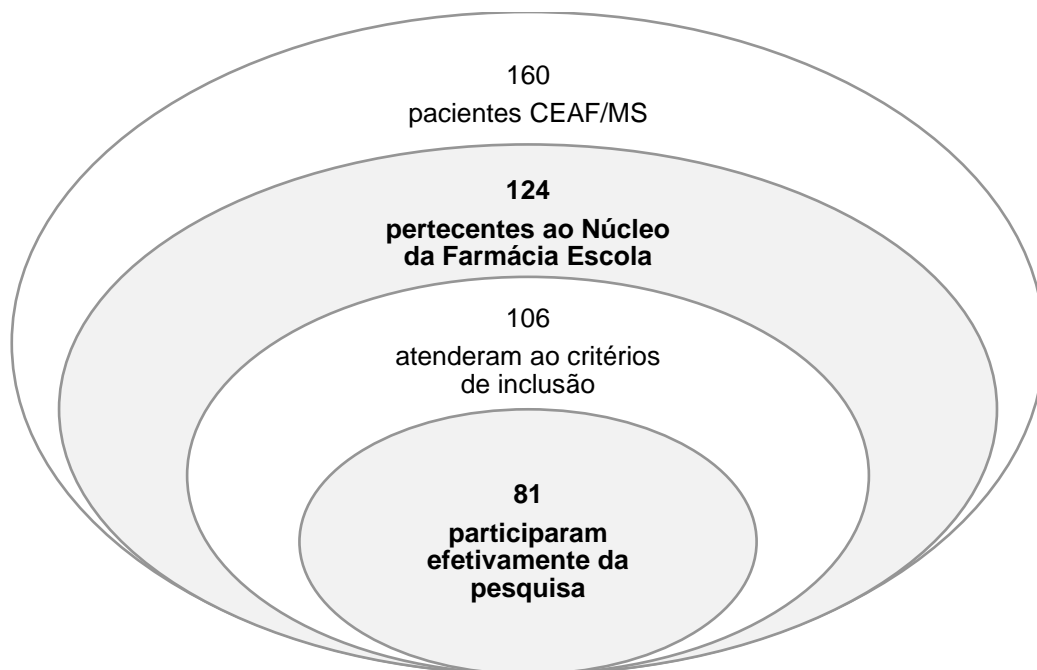 160
pacientes CEAF/MS
124
pertecentes ao Núcleo
da Farmácia Escola
106
atenderam ao critérios
de inclusão
81
participaram
efetivamente da
pesquisa